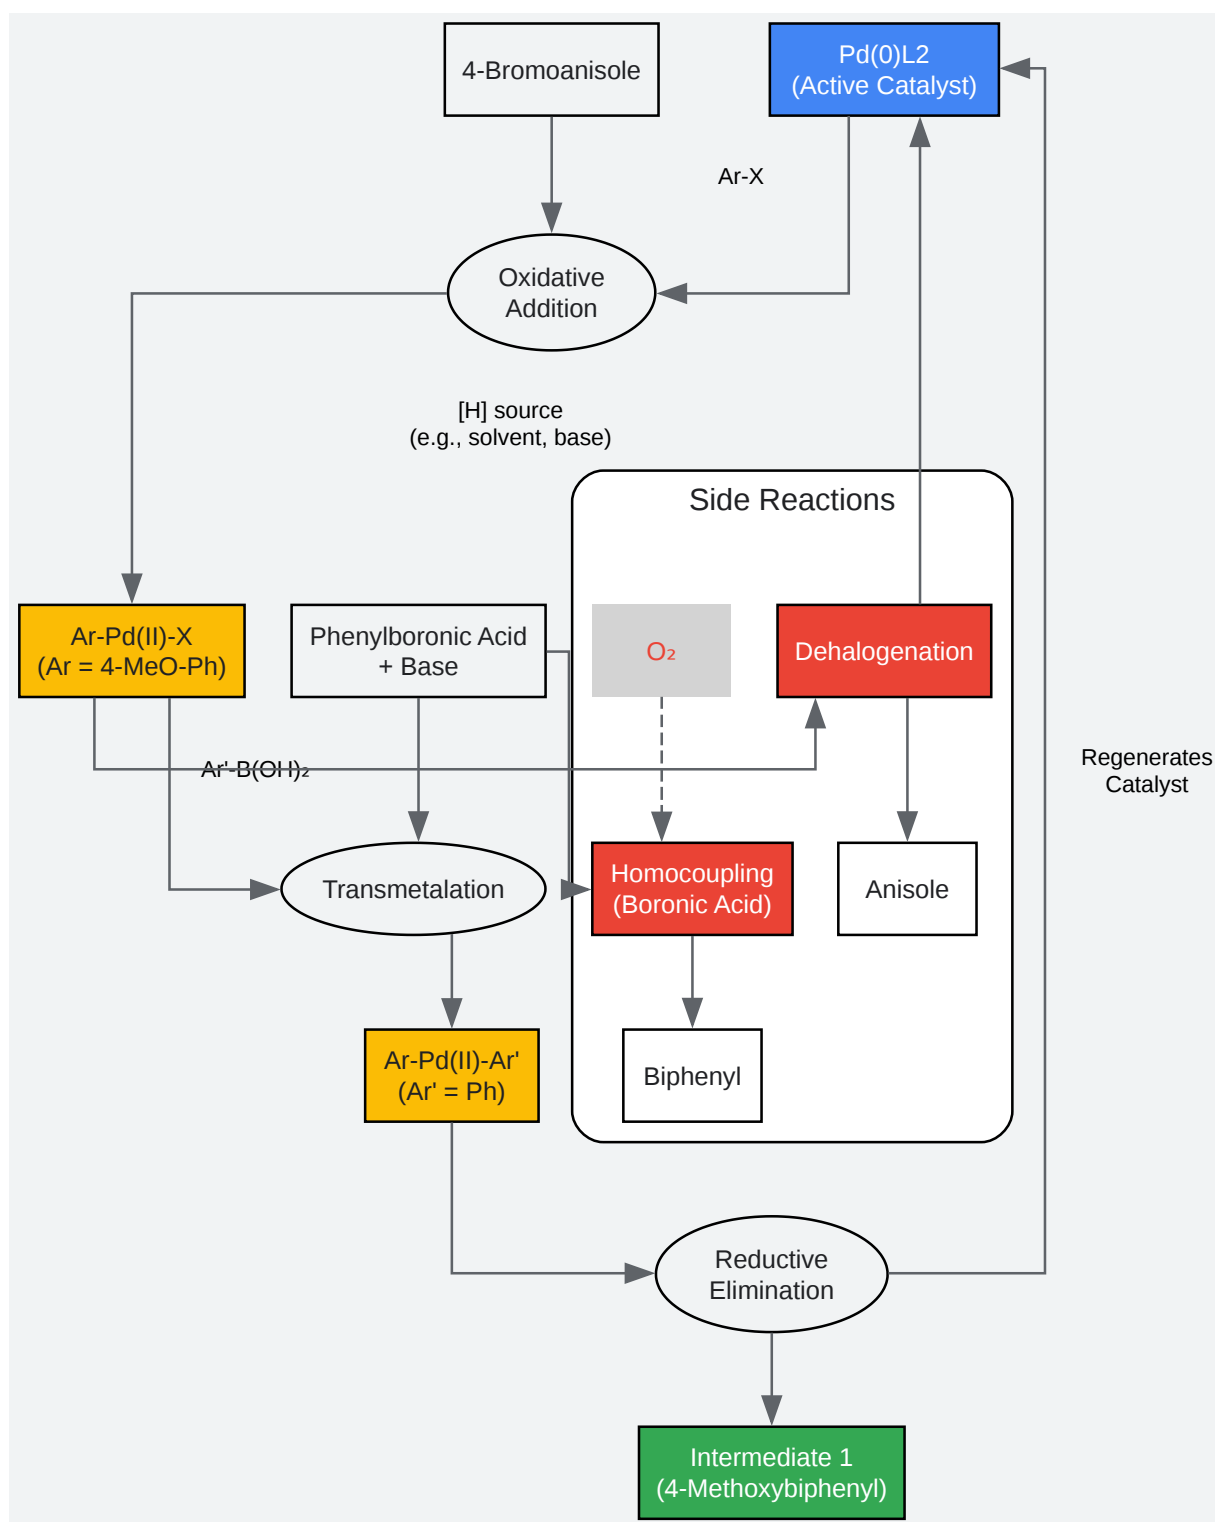 4-Bromoanisole
Pd(0)L2
(Active Catalyst)
Ar-X
Oxidative
Addition
[H] source
(e.g., solvent, base)
Side Reactions
Ar-Pd(II)-X
(Ar = 4-MeO-Ph)
Phenylboronic Acid
+ Base
O₂
Dehalogenation
Ar'-B(OH)₂
Regenerates
Catalyst
Transmetalation
Homocoupling
(Boronic Acid)
Anisole
Ar-Pd(II)-Ar'
(Ar' = Ph)
Biphenyl
Reductive
Elimination
Intermediate 1
(4-Methoxybiphenyl)